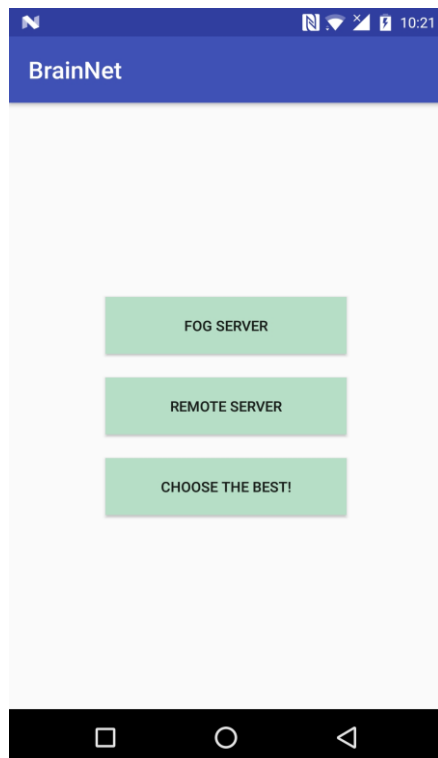 10:21
BrainNet
FOG SERVER
REMOTE SERVER
CHOOSE THE BEST!